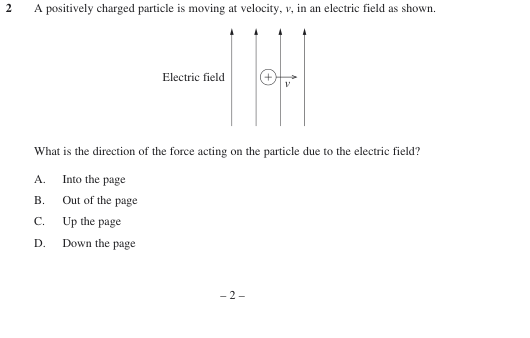 2 A positively charged particle is moving at velocity, v, in an electric field as shown.
Electric field
+
v
What is the direction of the force acting on the particle due to the electric field?
A. Into the page
B. Out of the page
C. Up the page
D. Down the page
– 2 –